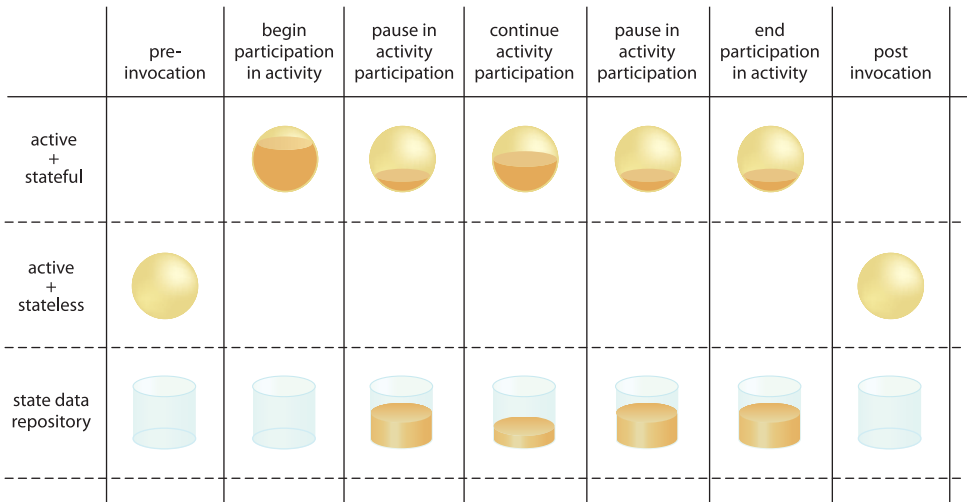 pre-
invocation
begin
participation
in activity
pause in
activity
participation
continue
activity
participation
pause in
activity
participation
end
participation
in activity
post
invocation
active
+
stateful
active
+
stateless
state data
repository